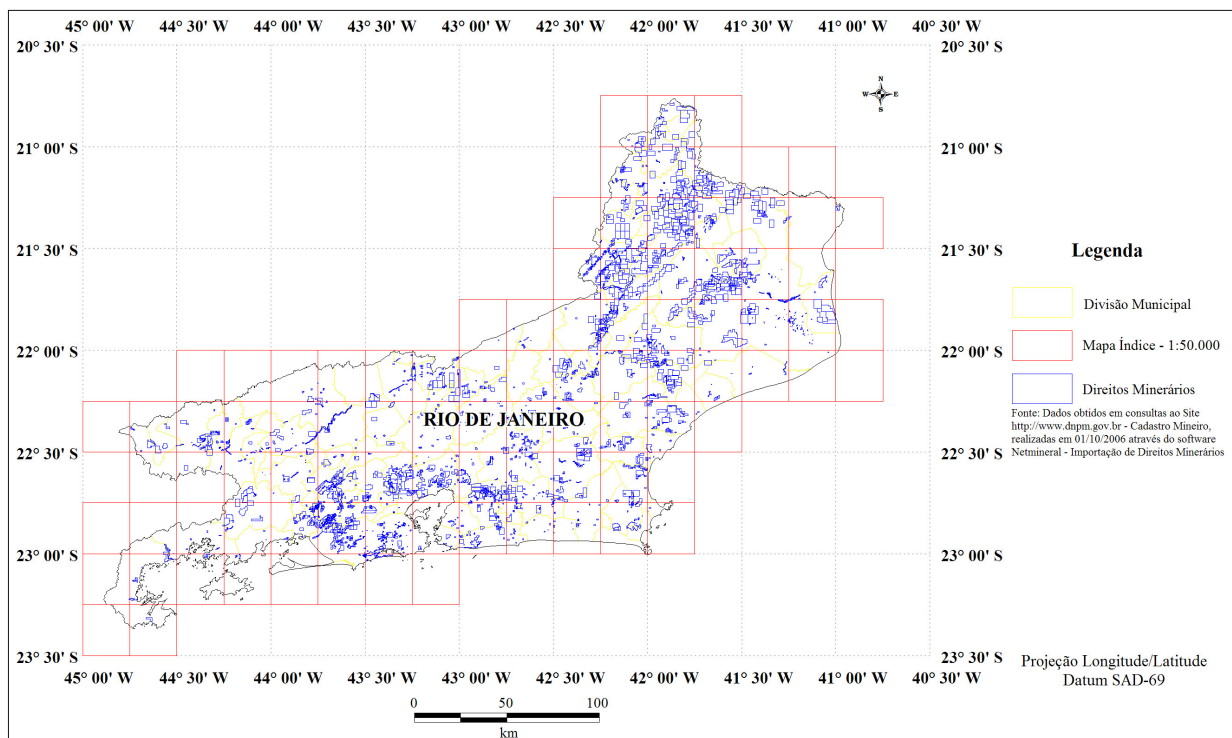 45° 00' W 44° 30' W 44° 00' W 43° 30' W 43° 00' W 42° 30' W 42° 00' W 41° 30' W 41° 00' W 40° 30' W
20° 30' S 20° 30' S
N
W E
S
21° 00' S 21° 00' S
21° 30' S 21° 30' S
Legenda
Divisão Municipal
Mapa Índice - 1:50.000
22° 00' S 22° 00' S
Direitos Minerários
RIO DE JANEIRO
Fonte: Dados obtidos em consultas ao Site
http://www.dnpm.gov.br - Cadastro Mineiro,
realizadas em 01/10/2006 através do software
Netmineral - Importação de Direitos Minerários
22° 30' S 22° 30' S
23° 00' S 23° 00' S
23° 30' S 23° 30' S
Projeção Longitude/Latitude
Datum SAD-69
45° 00' W 44° 30' W 44° 00' W 43° 30' W 43° 00' W 42° 30' W 42° 00' W 41° 30' W 41° 00' W 40° 30' W
0 50 100
km